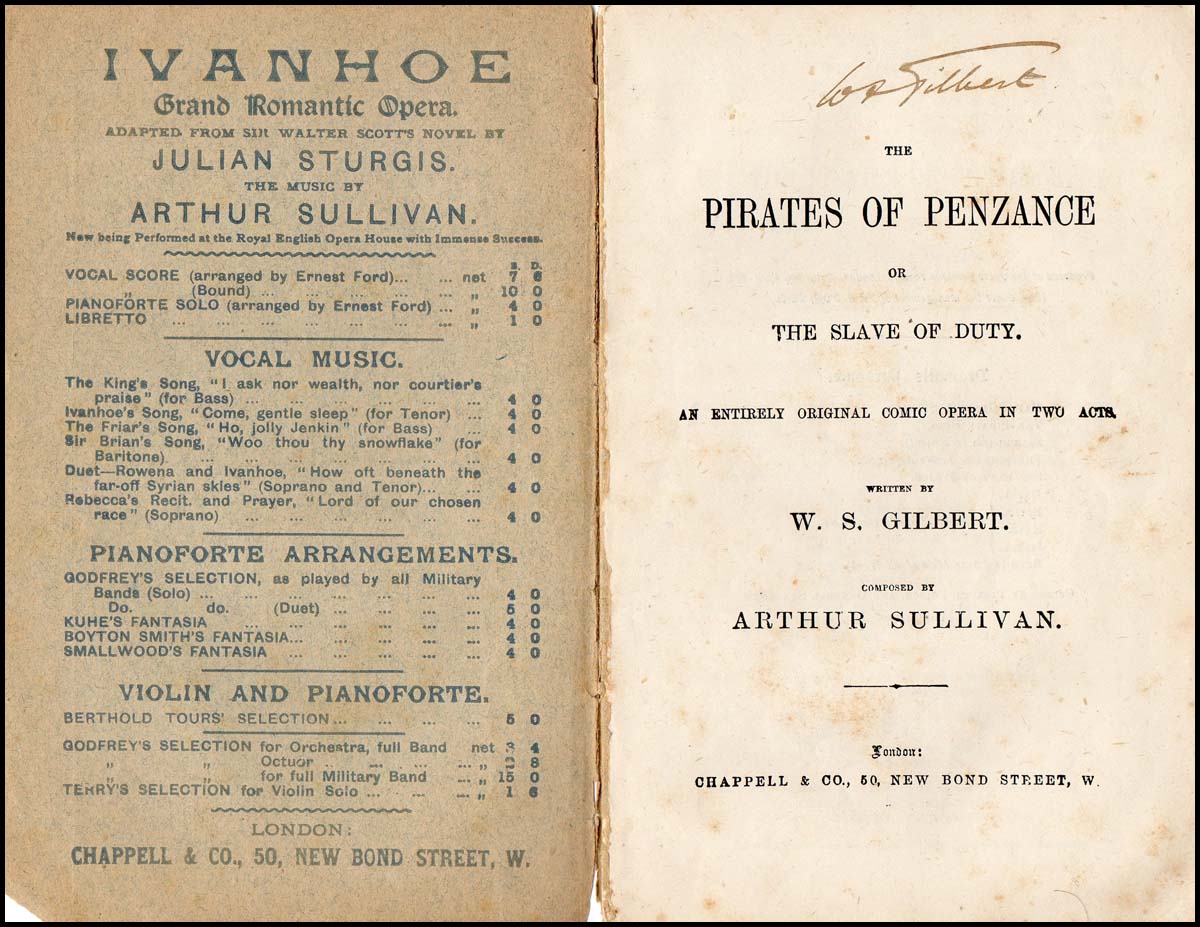 IVANHOE
Grand Romantic Opera.
ADAPTED FROM SIR WALTER SCOTT'S NOVEL BY
JULIAN STURGIS.
THE MUSIC BY
ARTHUR SULLIVAN.
Now being Performed at the Royal English Opera House with Immense Success.
S. D.
VOCAL SCORE (arranged by Ernest Ford)... ... net 7 6
„ (Bound) ... ... ... ... ... „ 10 0
PIANOFORTE SOLO (arranged by Ernest Ford) ... „ 4 0
LIBRETTO ... ... ... ... ... ... ... „ 1 0
VOCAL MUSIC.
The King's Song, "I ask nor wealth, nor courtier's
praise" (for Bass) ... ... ... ... ... ... 4 0
Ivanhoe's Song, "Come, gentle sleep" (for Tenor) ... 4 0
The Friar's Song, "Ho, jolly Jenkin" (for Bass) ... 4 0
Sir Brian's Song, "Woo thou thy snowflake" (for
Baritone) ... ... ... ... ... ... ... 4 0
Duet—Rowena and Ivanhoe, "How oft beneath the
far-off Syrian skies" (Soprano and Tenor)... ... 4 0
Rebecca's Recit. and Prayer, "Lord of our chosen
race" (Soprano) ... ... ... ... ... ... 4 0
PIANOFORTE ARRANGEMENTS.
GODFREY'S SELECTION, as played by all Military
Bands (Solo) ... ... ... ... ... ... ... 4 0
Do. do. (Duet) ... ... ... ... 5 0
KUHE'S FANTASIA ... ... ... ... ... ... 4 0
BOYTON SMITH'S FANTASIA... ... ... ... ... 4 0
SMALLWOOD'S FANTASIA ... ... ... ... ... 4 0
VIOLIN AND PIANOFORTE.
BERTHOLD TOURS' SELECTION... ... ... ... 5 0
GODFREY'S SELECTION for Orchestra, full Band net 3 4
„ „ Octuor ... ... ... ... „ 2 8
„ „ for full Military Band ... „ 15 0
TERRY'S SELECTION for Violin Solo ... ... ... „ 1 6
LONDON:
CHAPPELL & CO., 50, NEW BOND STREET, W.
W S Gilbert
THE
PIRATES OF PENZANCE
OR
THE SLAVE OF DUTY.
AN ENTIRELY ORIGINAL COMIC OPERA IN TWO ACTS,
WRITTEN BY
W. S. GILBERT.
COMPOSED BY
ARTHUR SULLIVAN.
London:
CHAPPELL & CO., 50, NEW BOND STREET, W.